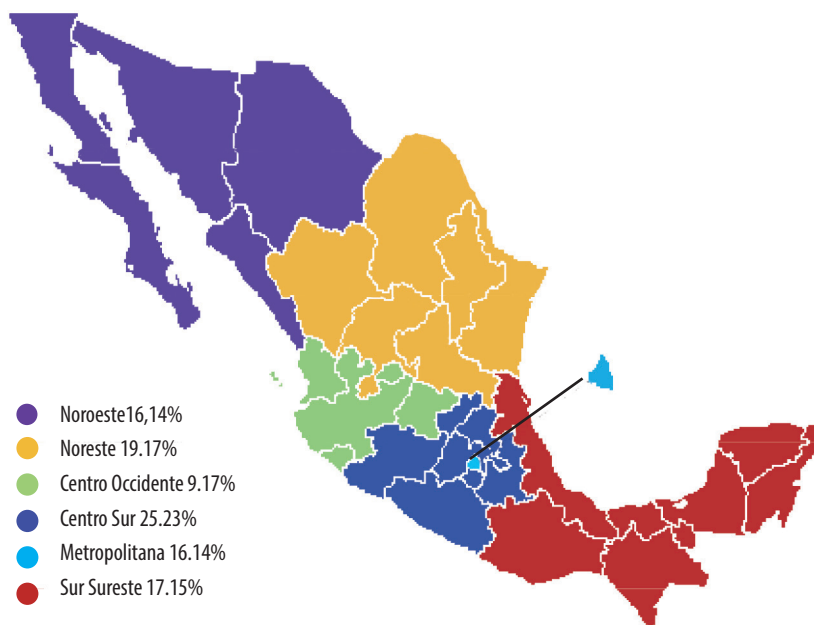 Noroeste16,14%
Noreste 19.17%
Centro Occidente 9.17%
Centro Sur 25.23%
Metropolitana 16.14%
Sur Sureste 17.15%